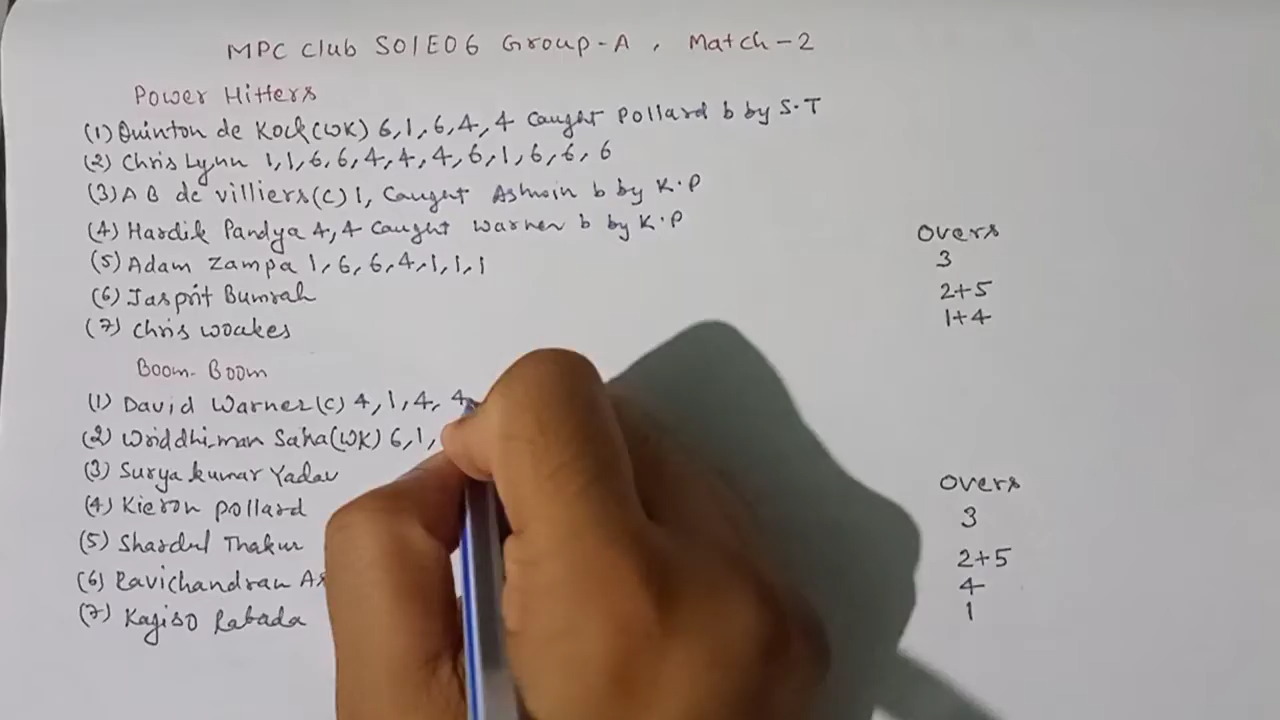 MPC Club S01E06 Group-A, Match-2
Power Hitters
(1) Quinton de Kock(WK) 6,1,6,4,4 Caught Pollard b by S.T
(2) Chris Lynn 1,1,6,6,4,4,4,6,1,6,6,6
(3) AB de villiers(C) 1, Caught Ashwin b by K.P
(4) Hardik Pandya 4,4 Caught Warner b by K.P
(5) Adam Zampa 1,6,6,4,1,1,1
(6) Jasprit Bumrah
(7) Chris Woakes
Overs
3
2+5
1+4
Boom-Boom
(1) David Warner(C) 4,1,4,4
(2) Wriddhi-man Saha(WK) 6,1,
(3) Surya kumar Yadav
(4) Kieron pollard
(5) Shardul Thakur
(6) Ravichandran As
(7) Kagiso Rabada
Overs
3
2+5
4
1